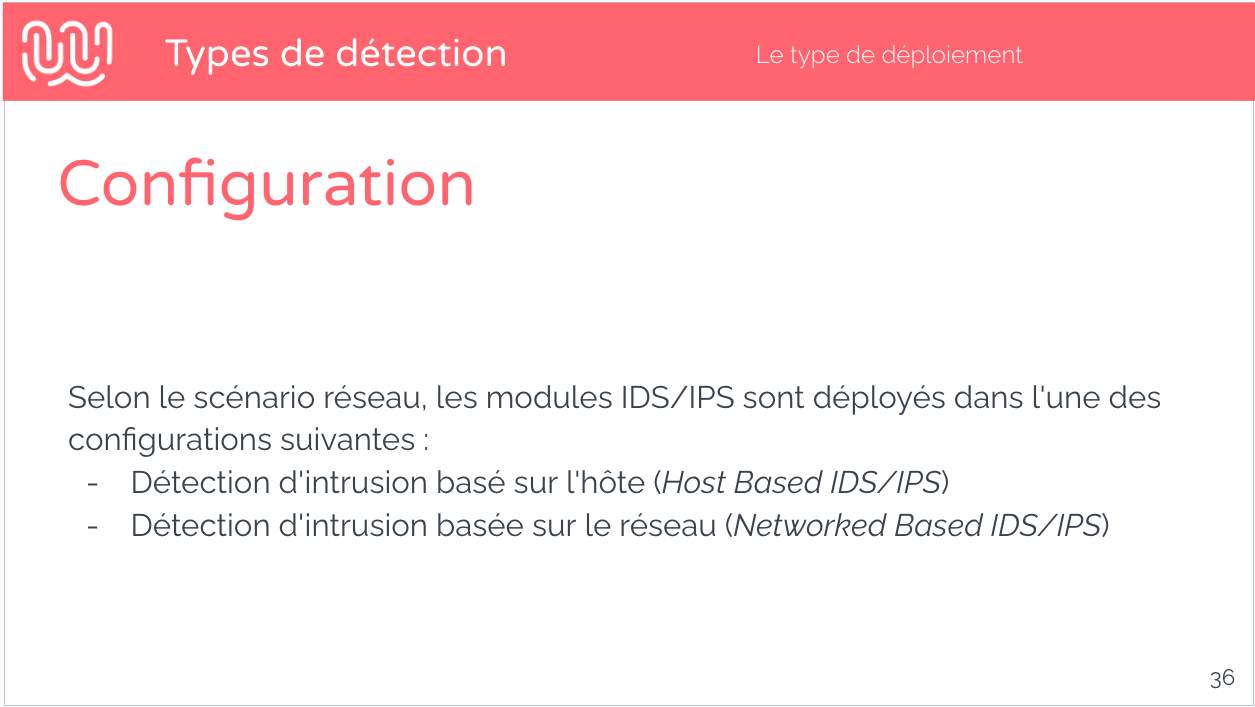 Types de détection
Le type de déploiement
Configuration
Selon le scénario réseau, les modules IDS/IPS sont déployés dans l'une des
configurations suivantes :
- Détection d'intrusion basé sur l'hôte (Host Based IDS/IPS)
- Détection d'intrusion basée sur le réseau (Networked Based IDS/IPS)
36